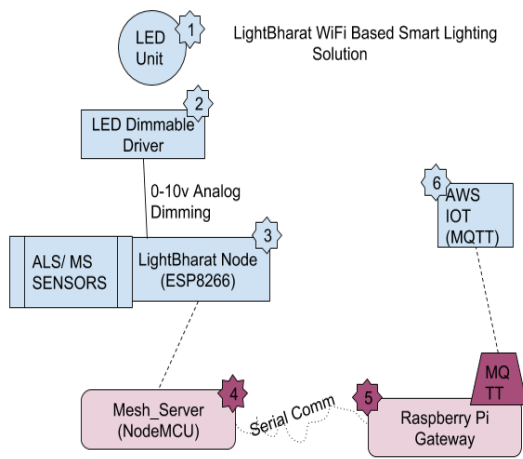 LightBharat WiFi Based Smart Lighting
Solution
1
LED
Unit
2
LED Dimmable
Driver
0-10v Analog
Dimming
3
ALS/ MS
SENSORS
LightBharat Node
(ESP8266)
6
AWS
IOT
(MQTT)
4
Mesh_Server
(NodeMCU)
Serial Comm
5
MQ
TT
Raspberry Pi
Gateway